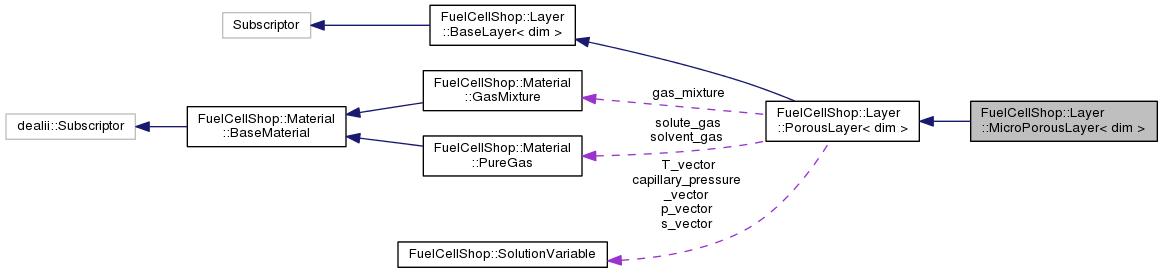 Subscriptor
FuelCellShop::Layer
::BaseLayer< dim >
FuelCellShop::Material
::GasMixture
dealii::Subscriptor
FuelCellShop::Material
::BaseMaterial
FuelCellShop::Material
::PureGas
FuelCellShop::SolutionVariable
gas_mixture
solute_gas
solvent_gas
T_vector
capillary_pressure
_vector
p_vector
s_vector
FuelCellShop::Layer
::PorousLayer< dim >
FuelCellShop::Layer
::MicroPorousLayer< dim >